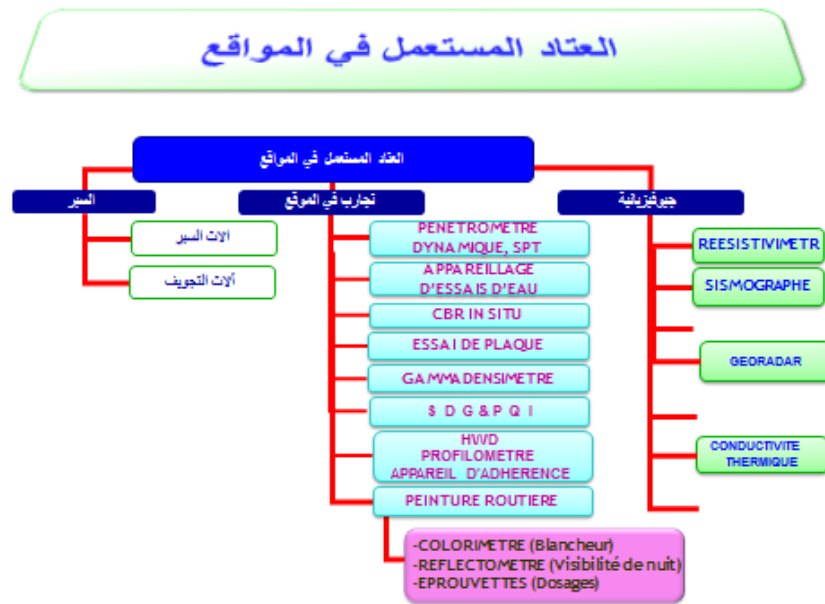 العتاد المستعمل في المواقع
العتاد المستعمل في المواقع
السبر
تجارب في الموقع
جيوفيزيائية
الات السبر
ألات التجويف
PENETROMETRE
DYNAMIQUE, SPT
APPAREILLAGE
D'ESSAIS D'EAU
CBR IN SITU
ESSAI DE PLAQUE
GAMMADENSIMETRE
S D G & P Q I
HWD
PROFILOMETRE
APPAREIL D'ADHERENCE
PEINTURE ROUTIERE
-COLORIMETRE (Blancheur)
-REFLECTOMETRE (Visibilité de nuit)
-EPROUVETTES (Dosages)
REESISTIVIMETR
SISMOGRAPHE
GEORADAR
CONDUCTIVITE
THERMIQUE